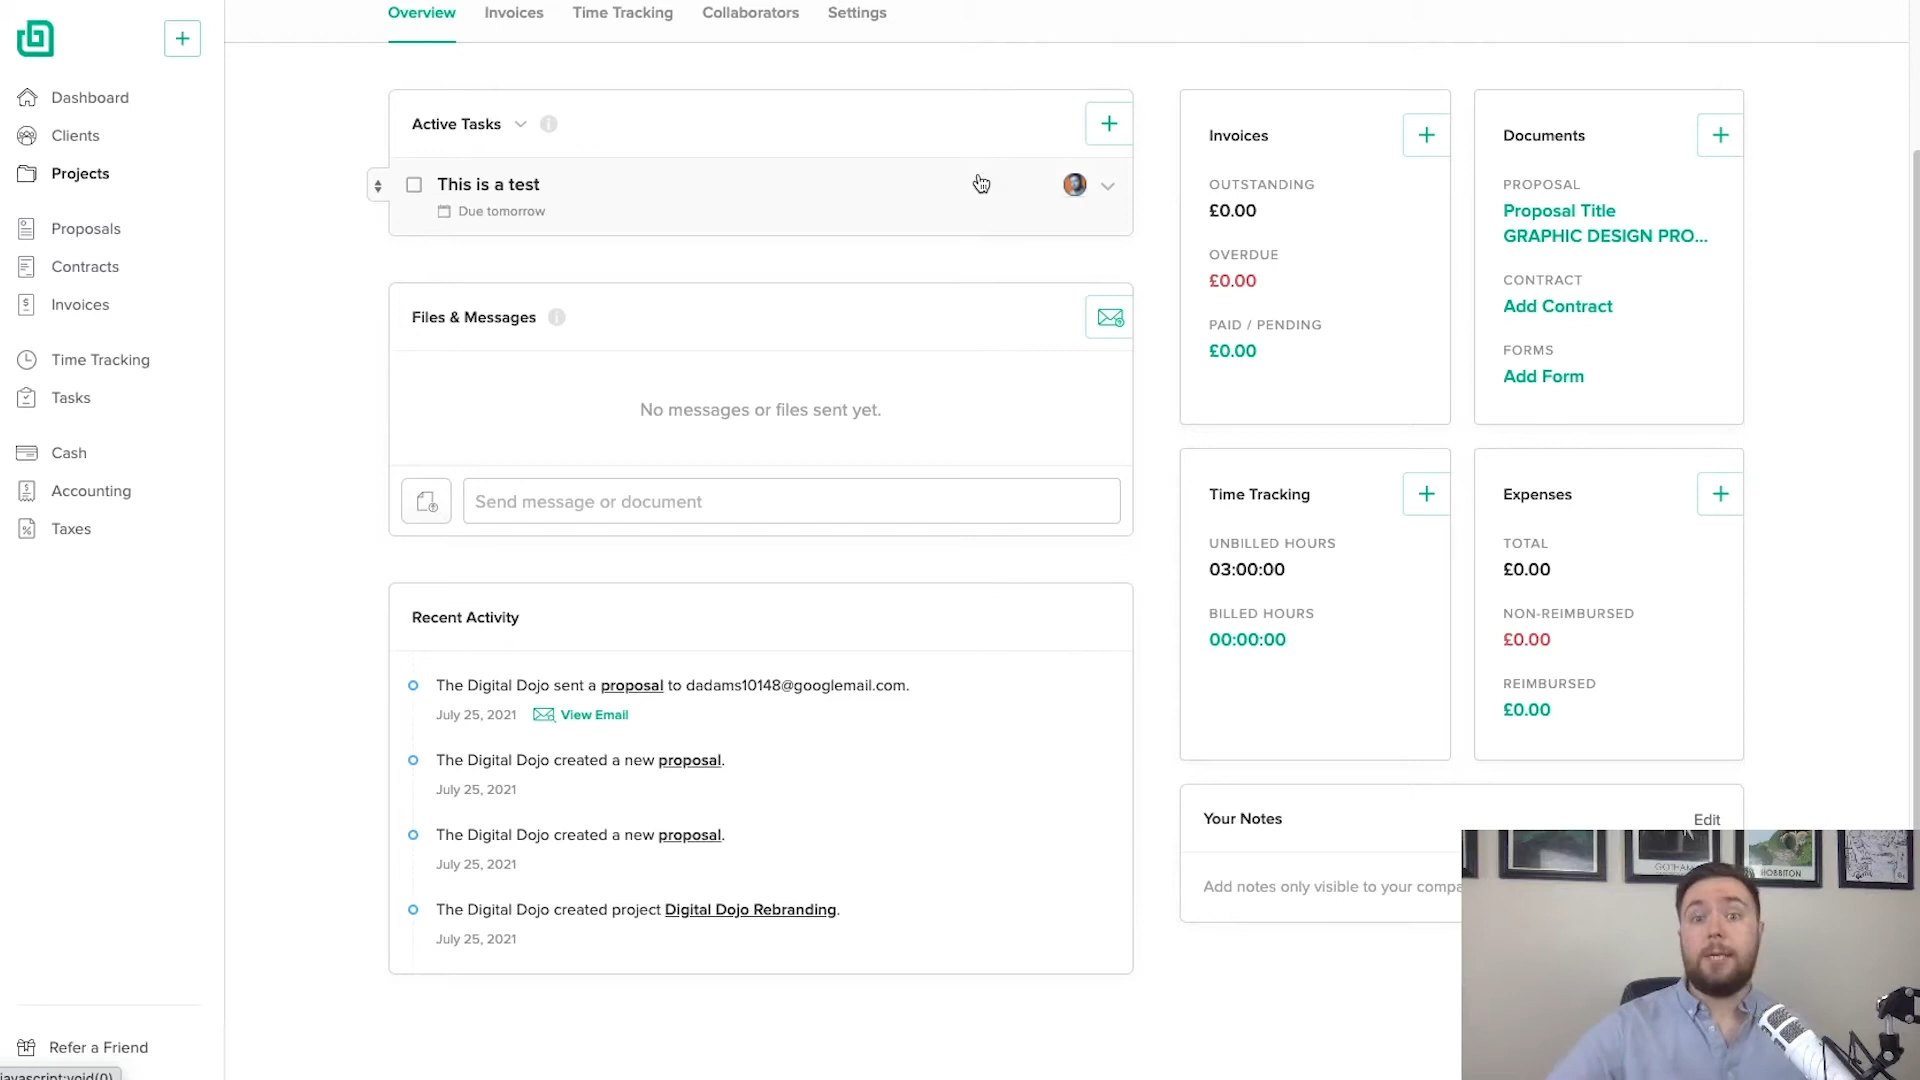 Overview
Invoices
Time Tracking
Collaborators
Settings
Dashboard
Clients
Projects
Proposals
Contracts
Invoices
Time Tracking
Tasks
Cash
Accounting
Taxes
Refer a Friend
javascript:void(0)
Active Tasks
This is a test
Due tomorrow
Files & Messages
No messages or files sent yet.
Send message or document
Recent Activity
The Digital Dojo sent a proposal to dadams10148@googlemail.com.
July 25, 2021 View Email
The Digital Dojo created a new proposal.
July 25, 2021
The Digital Dojo created a new proposal.
July 25, 2021
The Digital Dojo created project Digital Dojo Rebranding.
July 25, 2021
Invoices
OUTSTANDING
£0.00
OVERDUE
£0.00
PAID / PENDING
£0.00
Documents
PROPOSAL
Proposal Title
GRAPHIC DESIGN PRO...
CONTRACT
Add Contract
FORMS
Add Form
Time Tracking
UNBILLED HOURS
03:00:00
BILLED HOURS
00:00:00
Expenses
TOTAL
£0.00
NON-REIMBURSED
£0.00
REIMBURSED
£0.00
Your Notes
Edit
Add notes only visible to your compa
GOTHAM
HOBBITON